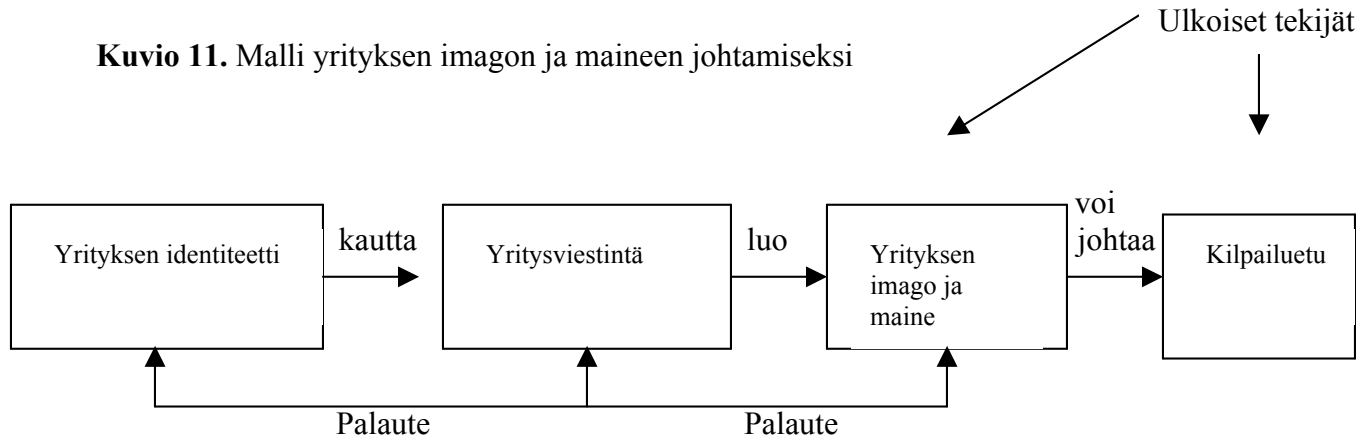 Ulkoiset tekijät
Kuvio 11. Malli yrityksen imagon ja maineen johtamiseksi
Yrityksen identiteetti
kautta
Yritysviestintä
luo
Yrityksen
imago ja
maine
voi
johtaa
Kilpailuetu
Palaute
Palaute